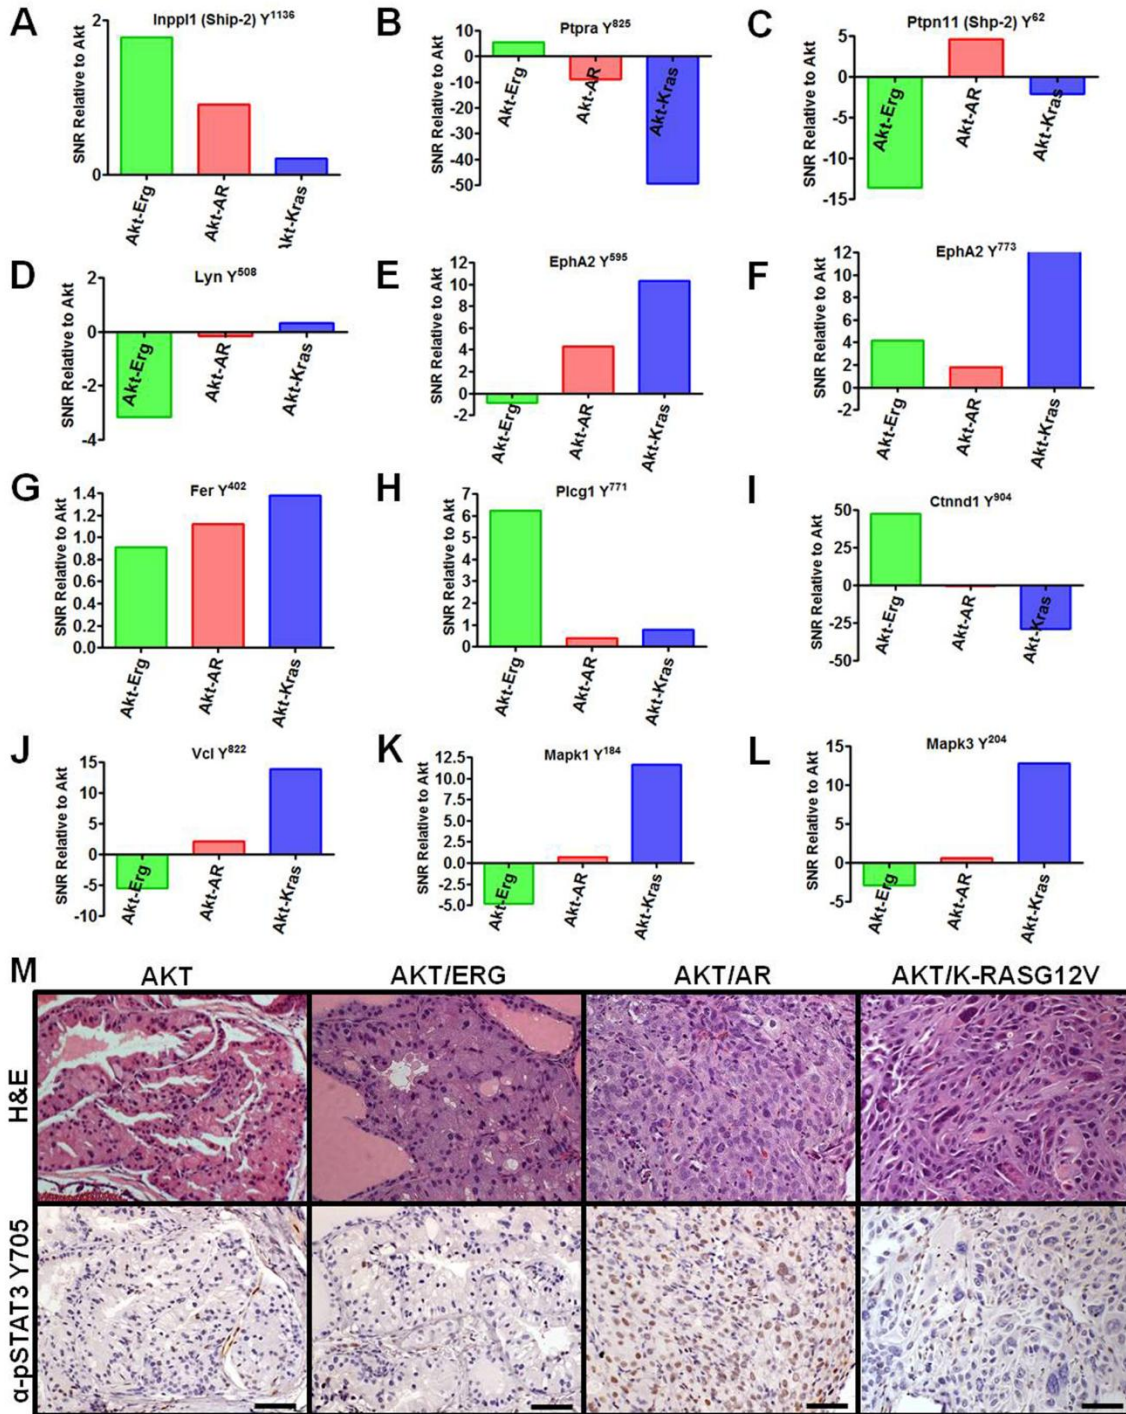 A
Inppl1 (Ship-2) Y1136
SNR Relative to Akt
2
0
Akt-Erg
Akt-AR
Akt-Kras
B
Ptpra Y825
SNR Relative to Akt
10
0
-10
-20
-30
-40
-50
Akt-Erg
Akt-AR
Akt-Kras
C
Ptpn11 (Shp-2) Y62
SNR Relative to Akt
5
0
-5
-10
-15
Akt-Erg
Akt-AR
Akt-Kras
D
Lyn Y508
SNR Relative to Akt
2
0
-2
-4
Akt-Erg
Akt-AR
Akt-Kras
E
EphA2 Y595
SNR Relative to Akt
12
10
8
6
4
2
0
-2
Akt-Erg
Akt-AR
Akt-Kras
F
EphA2 Y773
SNR Relative to Akt
12
10
8
6
4
2
0
-2
Akt-Erg
Akt-AR
Akt-Kras
G
Fer Y402
SNR Relative to Akt
1.4
1.2
1.0
0.8
0.6
0.4
0.2
0.0
Akt-Erg
Akt-AR
Akt-Kras
H
Plcg1 Y771
SNR Relative to Akt
7
6
5
4
3
2
1
0
Akt-Erg
Akt-AR
Akt-Kras
I
Ctnnd1 Y904
SNR Relative to Akt
50
25
0
-25
-50
Akt-Erg
Akt-AR
Akt-Kras
J
Vcl Y822
SNR Relative to Akt
15
10
5
0
-5
-10
Akt-Erg
Akt-AR
Akt-Kras
K
Mapk1 Y184
SNR Relative to Akt
12.5
10.0
7.5
5.0
2.5
0.0
-2.5
-5.0
Akt-Erg
Akt-AR
Akt-Kras
L
Mapk3 Y204
SNR Relative to Akt
15
10
5
0
-5
Akt-Erg
Akt-AR
Akt-Kras
M
AKT
AKT/ERG
AKT/AR
AKT/K-RASG12V
H&E
α-pSTAT3 Y705